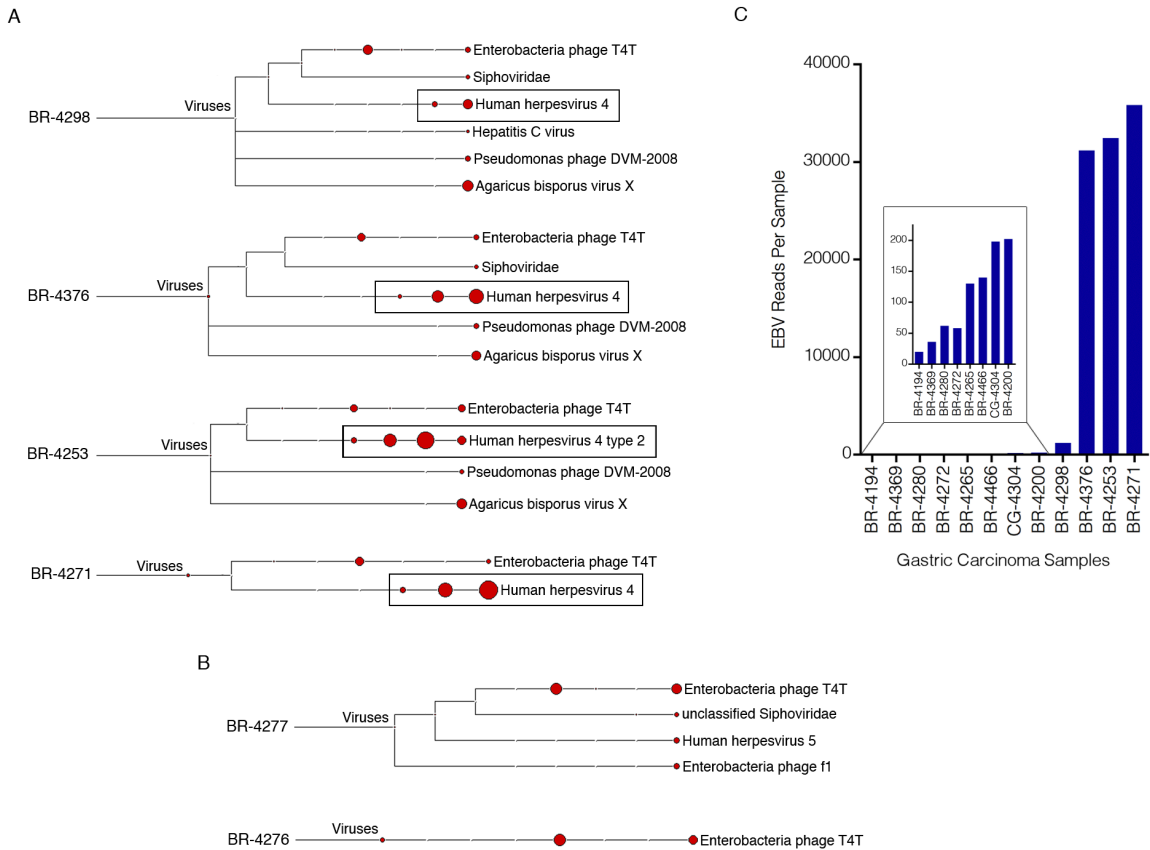 A
BR-4298
Viruses
Enterobacteria phage T4T
Siphoviridae
Human herpesvirus 4
Hepatitis C virus
Pseudomonas phage DVM-2008
Agaricus bisporus virus X
BR-4376
Viruses
Enterobacteria phage T4T
Siphoviridae
Human herpesvirus 4
Pseudomonas phage DVM-2008
Agaricus bisporus virus X
BR-4253
Enterobacteria phage T4T
Viruses
Human herpesvirus 4 type 2
Pseudomonas phage DVM-2008
Agaricus bisporus virus X
BR-4271
Viruses
Enterobacteria phage T4T
Human herpesvirus 4
B
BR-4277
Viruses
Enterobacteria phage T4T
unclassified Siphoviridae
Human herpesvirus 5
Enterobacteria phage f1
BR-4276
Viruses
Enterobacteria phage T4T
C
EBV Reads Per Sample
40000
30000
20000
10000
0
200
150
100
50
0
BR-4194
BR-4369
BR-4280
BR-4272
BR-4265
BR-4466
CG-4304
BR-4200
BR-4194
BR-4369
BR-4280
BR-4272
BR-4265
BR-4466
CG-4304
BR-4200
BR-4298
BR-4376
BR-4253
BR-4271
Gastric Carcinoma Samples